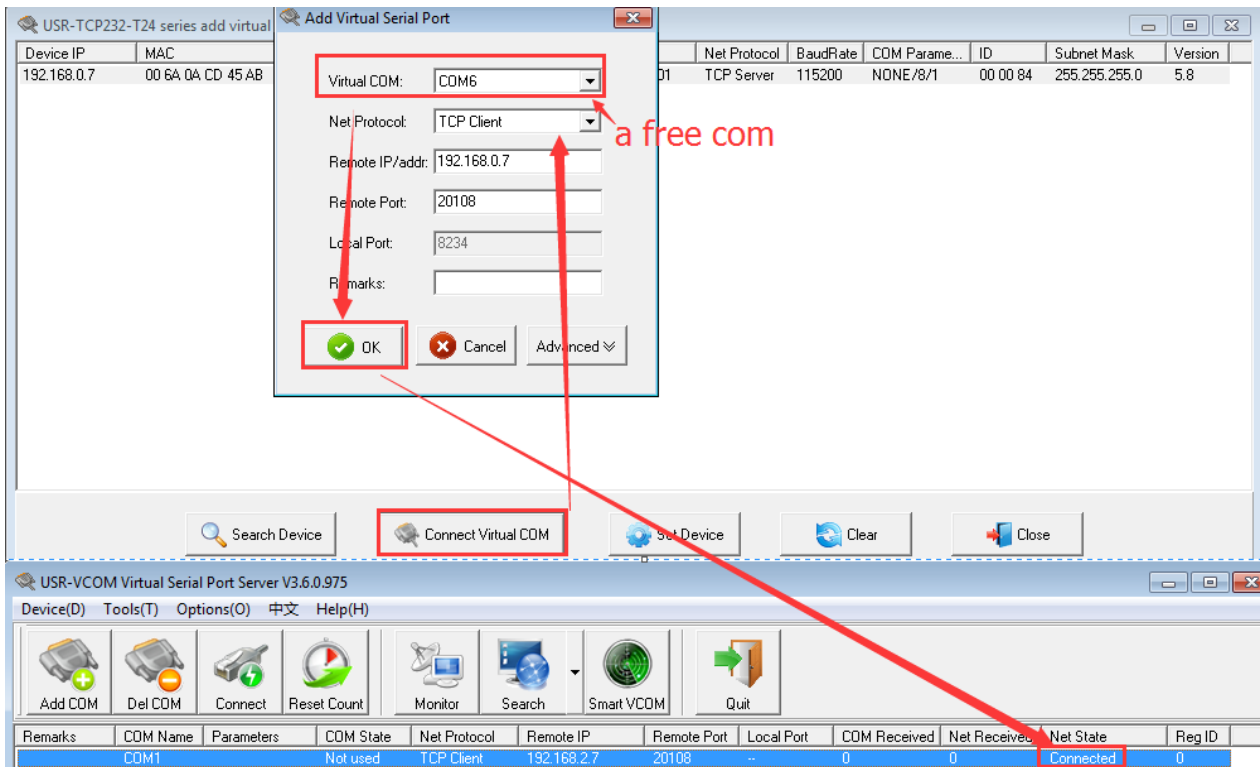 USR-TCP232-T24 series add virtual
Add Virtual Serial Port
Device IP MAC Net Protocol BaudRate COM Parame... ID Subnet Mask Version
192.168.0.7 00 6A 0A CD 45 AB 01 TCP Server 115200 NONE/8/1 00 00 84 255.255.255.0 5.8
Virtual COM: COM6
Net Protocol: TCP Client
a free com
Remote IP/addr: 192.168.0.7
Remote Port: 20108
Local Port: 8234
Remarks:
OK Cancel Advanced
Search Device Connect Virtual COM Set Device Clear Close
USR-VCOM Virtual Serial Port Server V3.6.0.975
Device(D) Tools(T) Options(O) 中文 Help(H)
Add COM Del COM Connect Reset Count Monitor Search Smart VCOM Quit
Remarks COM Name Parameters COM State Net Protocol Remote IP Remote Port Local Port COM Received Net Received Net State Reg ID
COM1 Not used TCP Client 192.168.2.7 20108 -- 0 0 Connected 0